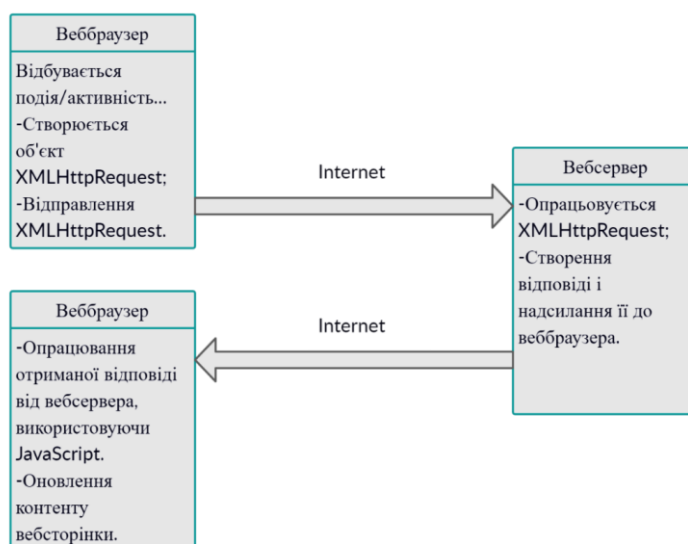 Веббраузер
Відбувається
подія/активність...
-Створюється
об'єкт
XMLHttpRequest;
-Відправлення
XMLHttpRequest.
Internet
Вебсервер
-Опрацьовується
XMLHttpRequest;
-Створення
відповіді і
надсилання її до
веббраузера.
Internet
Веббраузер
-Опрацювання
отриманої відповіді
від вебсервера,
використовуючи
JavaScript.
-Оновлення
контенту
вебсторінки.